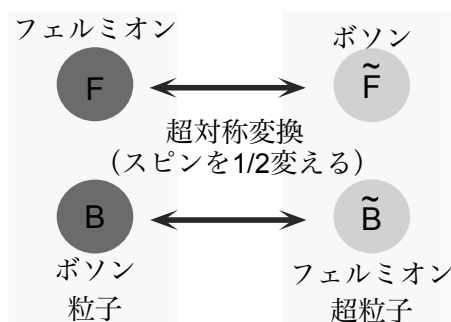 フェルミオン
ボソン
F
F̃
超対称変換
(スピンを1/2変える)
B
B̃
ボソン
フェルミオン
粒子
超粒子